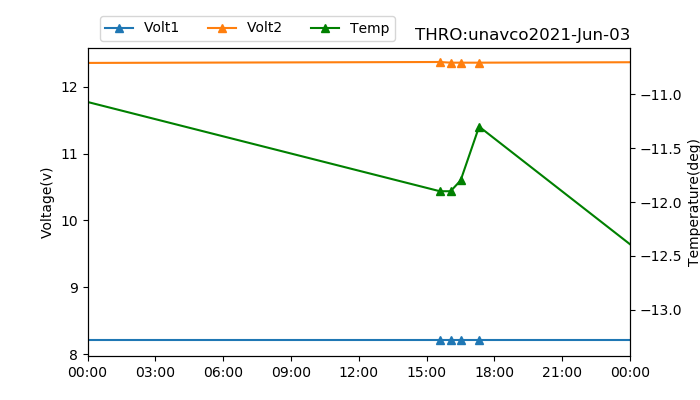 Volt1 Volt2 Temp
THRO:unavco2021-Jun-03
12
11
10
9
8
Voltage(v)
−11.0
−11.5
−12.0
−12.5
−13.0
Temperature(deg)
00:00 03:00 06:00 09:00 12:00 15:00 18:00 21:00 00:00